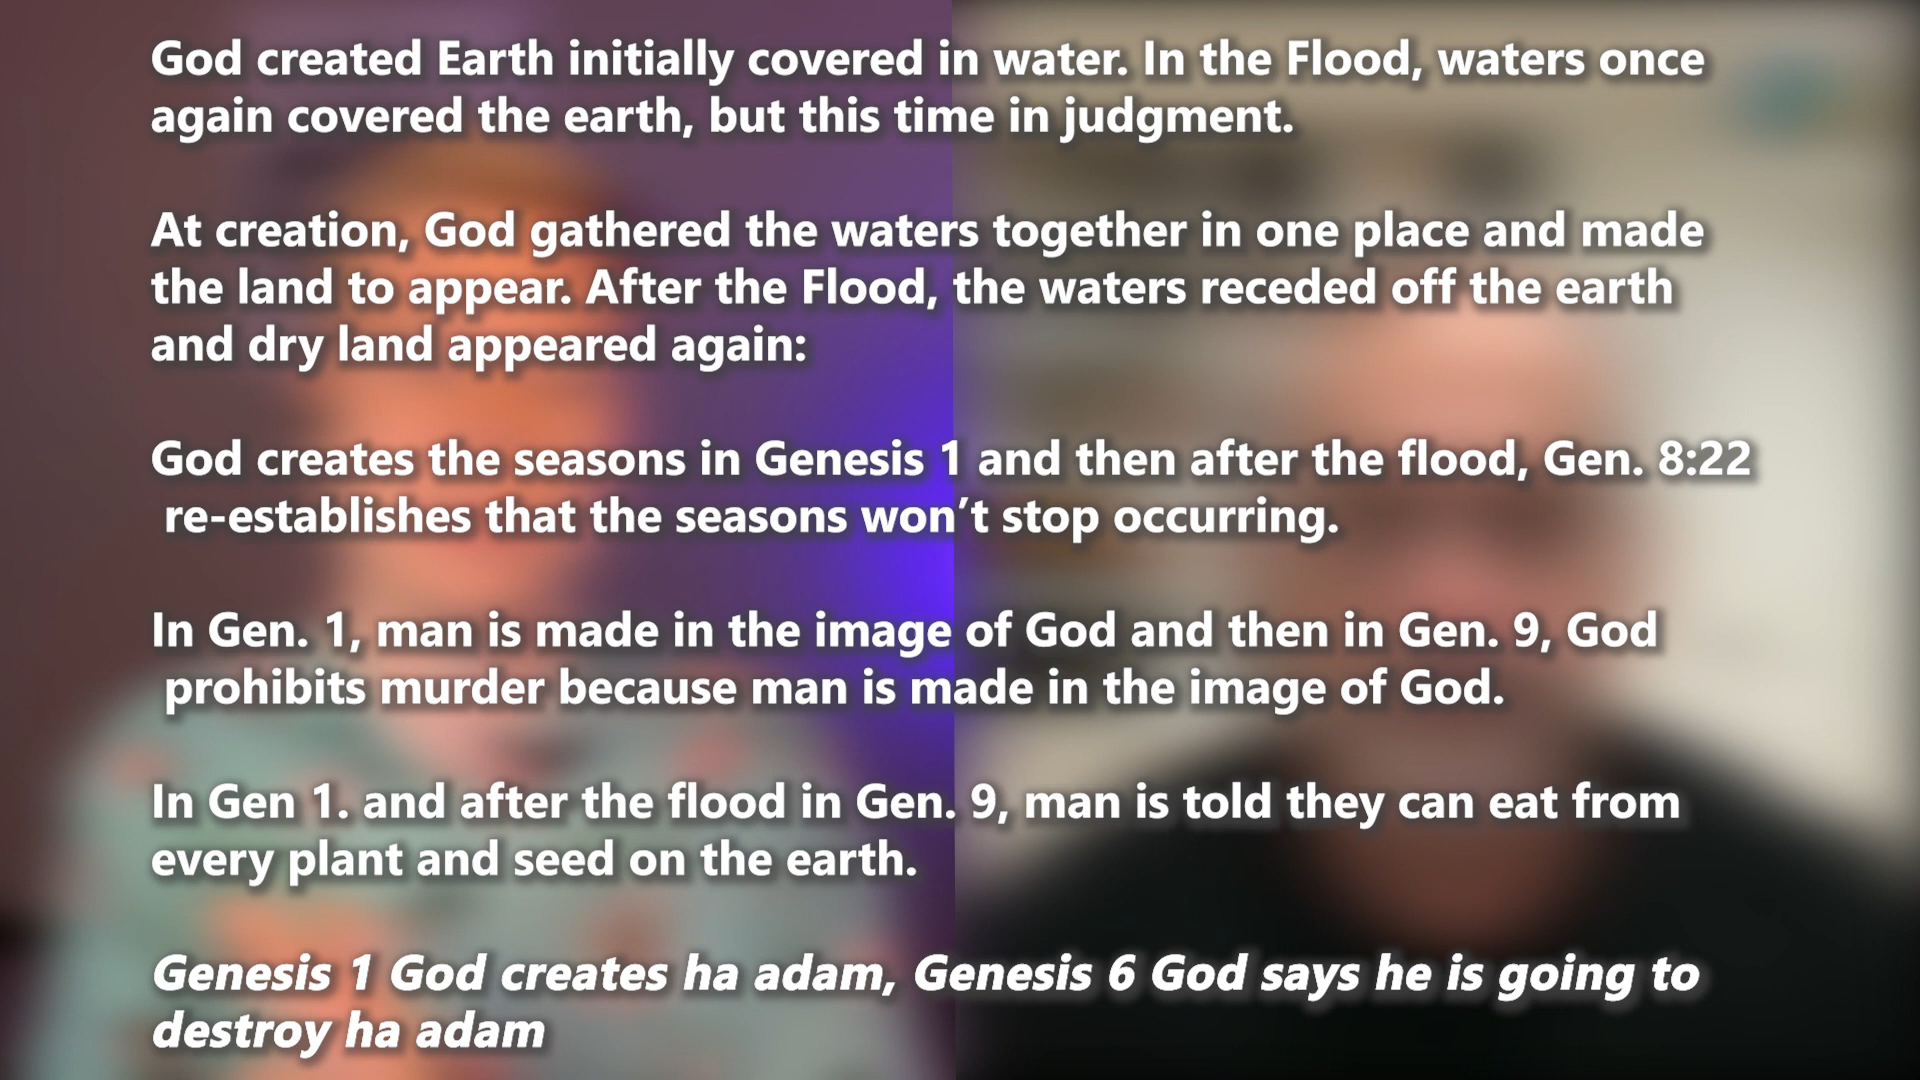 God created Earth initially covered in water. In the Flood, waters once
again covered the earth, but this time in judgment.
At creation, God gathered the waters together in one place and made
the land to appear. After the Flood, the waters receded off the earth
and dry land appeared again:
God creates the seasons in Genesis 1 and then after the flood, Gen. 8:22
re-establishes that the seasons won’t stop occurring.
In Gen. 1, man is made in the image of God and then in Gen. 9, God
prohibits murder because man is made in the image of God.
In Gen 1. and after the flood in Gen. 9, man is told they can eat from
every plant and seed on the earth.
Genesis 1 God creates ha adam, Genesis 6 God says he is going to
destroy ha adam